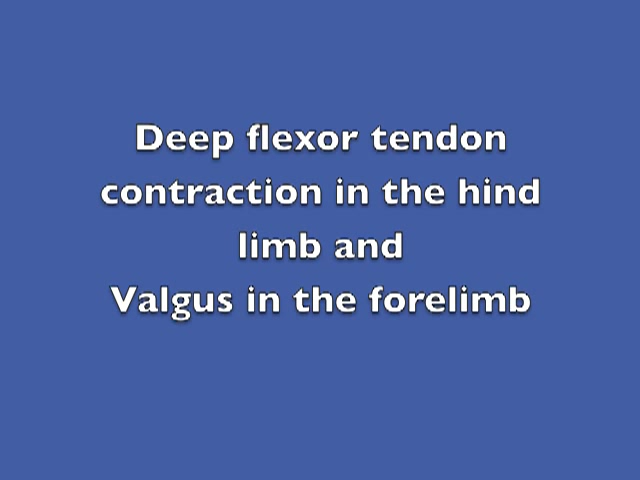 Deep flexor tendon
contraction in the hind
limb and
Valgus in the forelimb